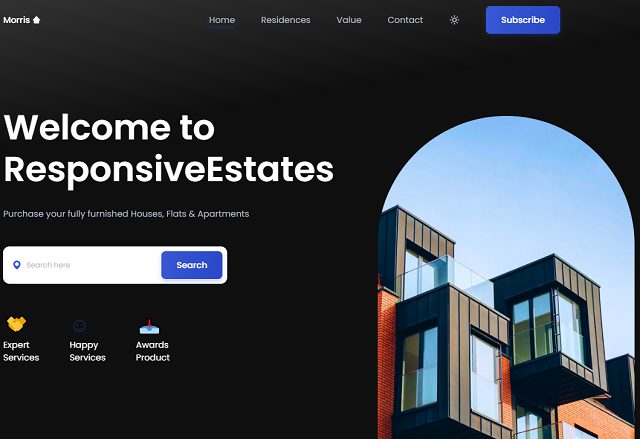 Morris
Home Residences Value Contact Subscribe
Welcome to
ResponsiveEstates
Purchase your fully furnished Houses, Flats & Apartments
Search here Search
Expert Happy Awards
Services Services Product